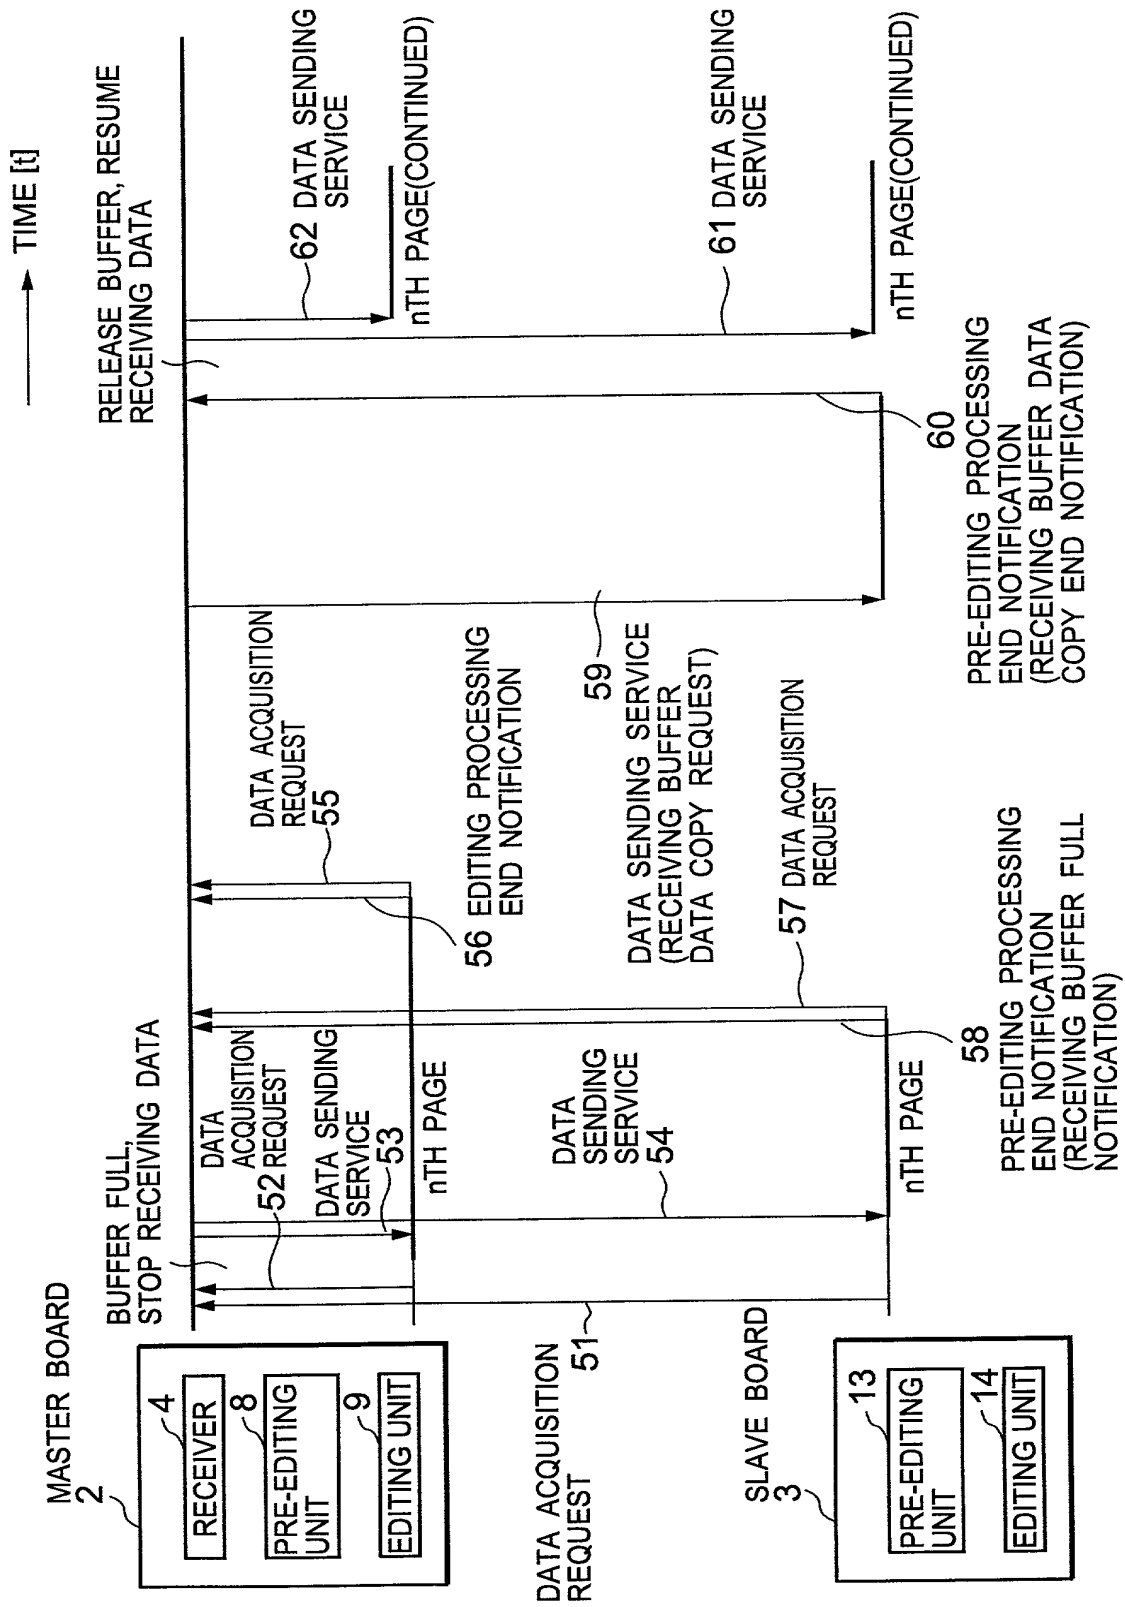 TIME [t]
MASTER BOARD
2
4
RECEIVER
8
PRE-EDITING
UNIT
9
EDITING UNIT
BUFFER FULL,
STOP RECEIVING DATA
RELEASE BUFFER, RESUME
RECEIVING DATA
DATA
ACQUISITION
REQUEST
52
DATA SENDING
SERVICE
53
nTH PAGE
DATA ACQUISITION
REQUEST
55
56 EDITING PROCESSING
END NOTIFICATION
62 DATA SENDING
SERVICE
nTH PAGE(CONTINUED)
DATA ACQUISITION
REQUEST
51
DATA
SENDING
SERVICE
54
DATA SENDING SERVICE
(RECEIVING BUFFER
DATA COPY REQUEST)
59
61 DATA SENDING
SERVICE
57 DATA ACQUISITION
REQUEST
SLAVE BOARD
3
13
PRE-EDITING
UNIT
14
EDITING UNIT
nTH PAGE
58
PRE-EDITING PROCESSING
END NOTIFICATION
(RECEIVING BUFFER FULL
NOTIFICATION)
60
PRE-EDITING PROCESSING
END NOTIFICATION
(RECEIVING BUFFER DATA
COPY END NOTIFICATION)
nTH PAGE(CONTINUED)